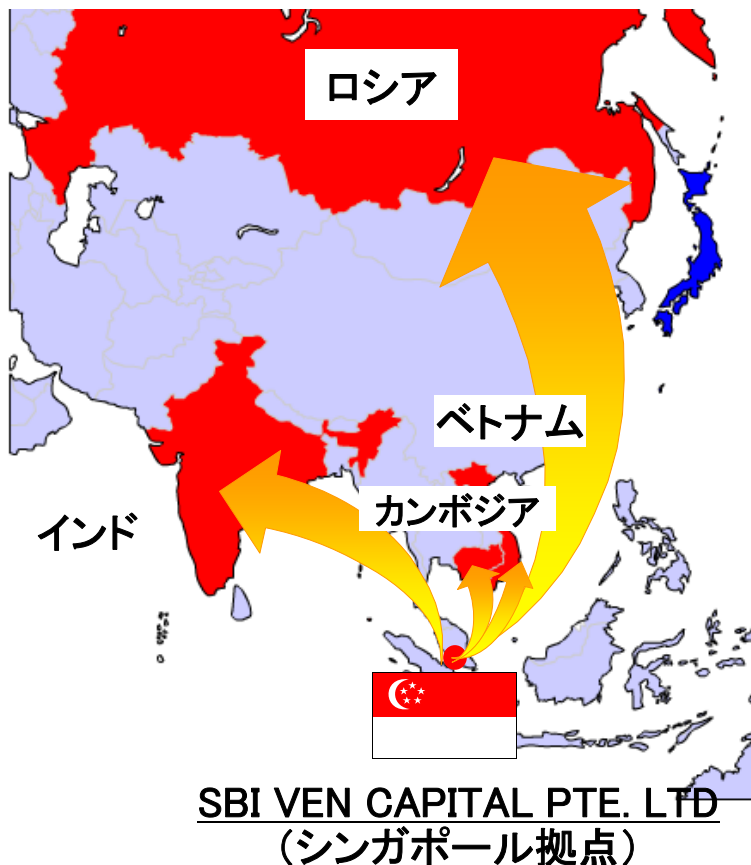 ロシア
ベトナム
カンボジア
インド
SBI VEN CAPITAL PTE. LTD
(シンガポール拠点)